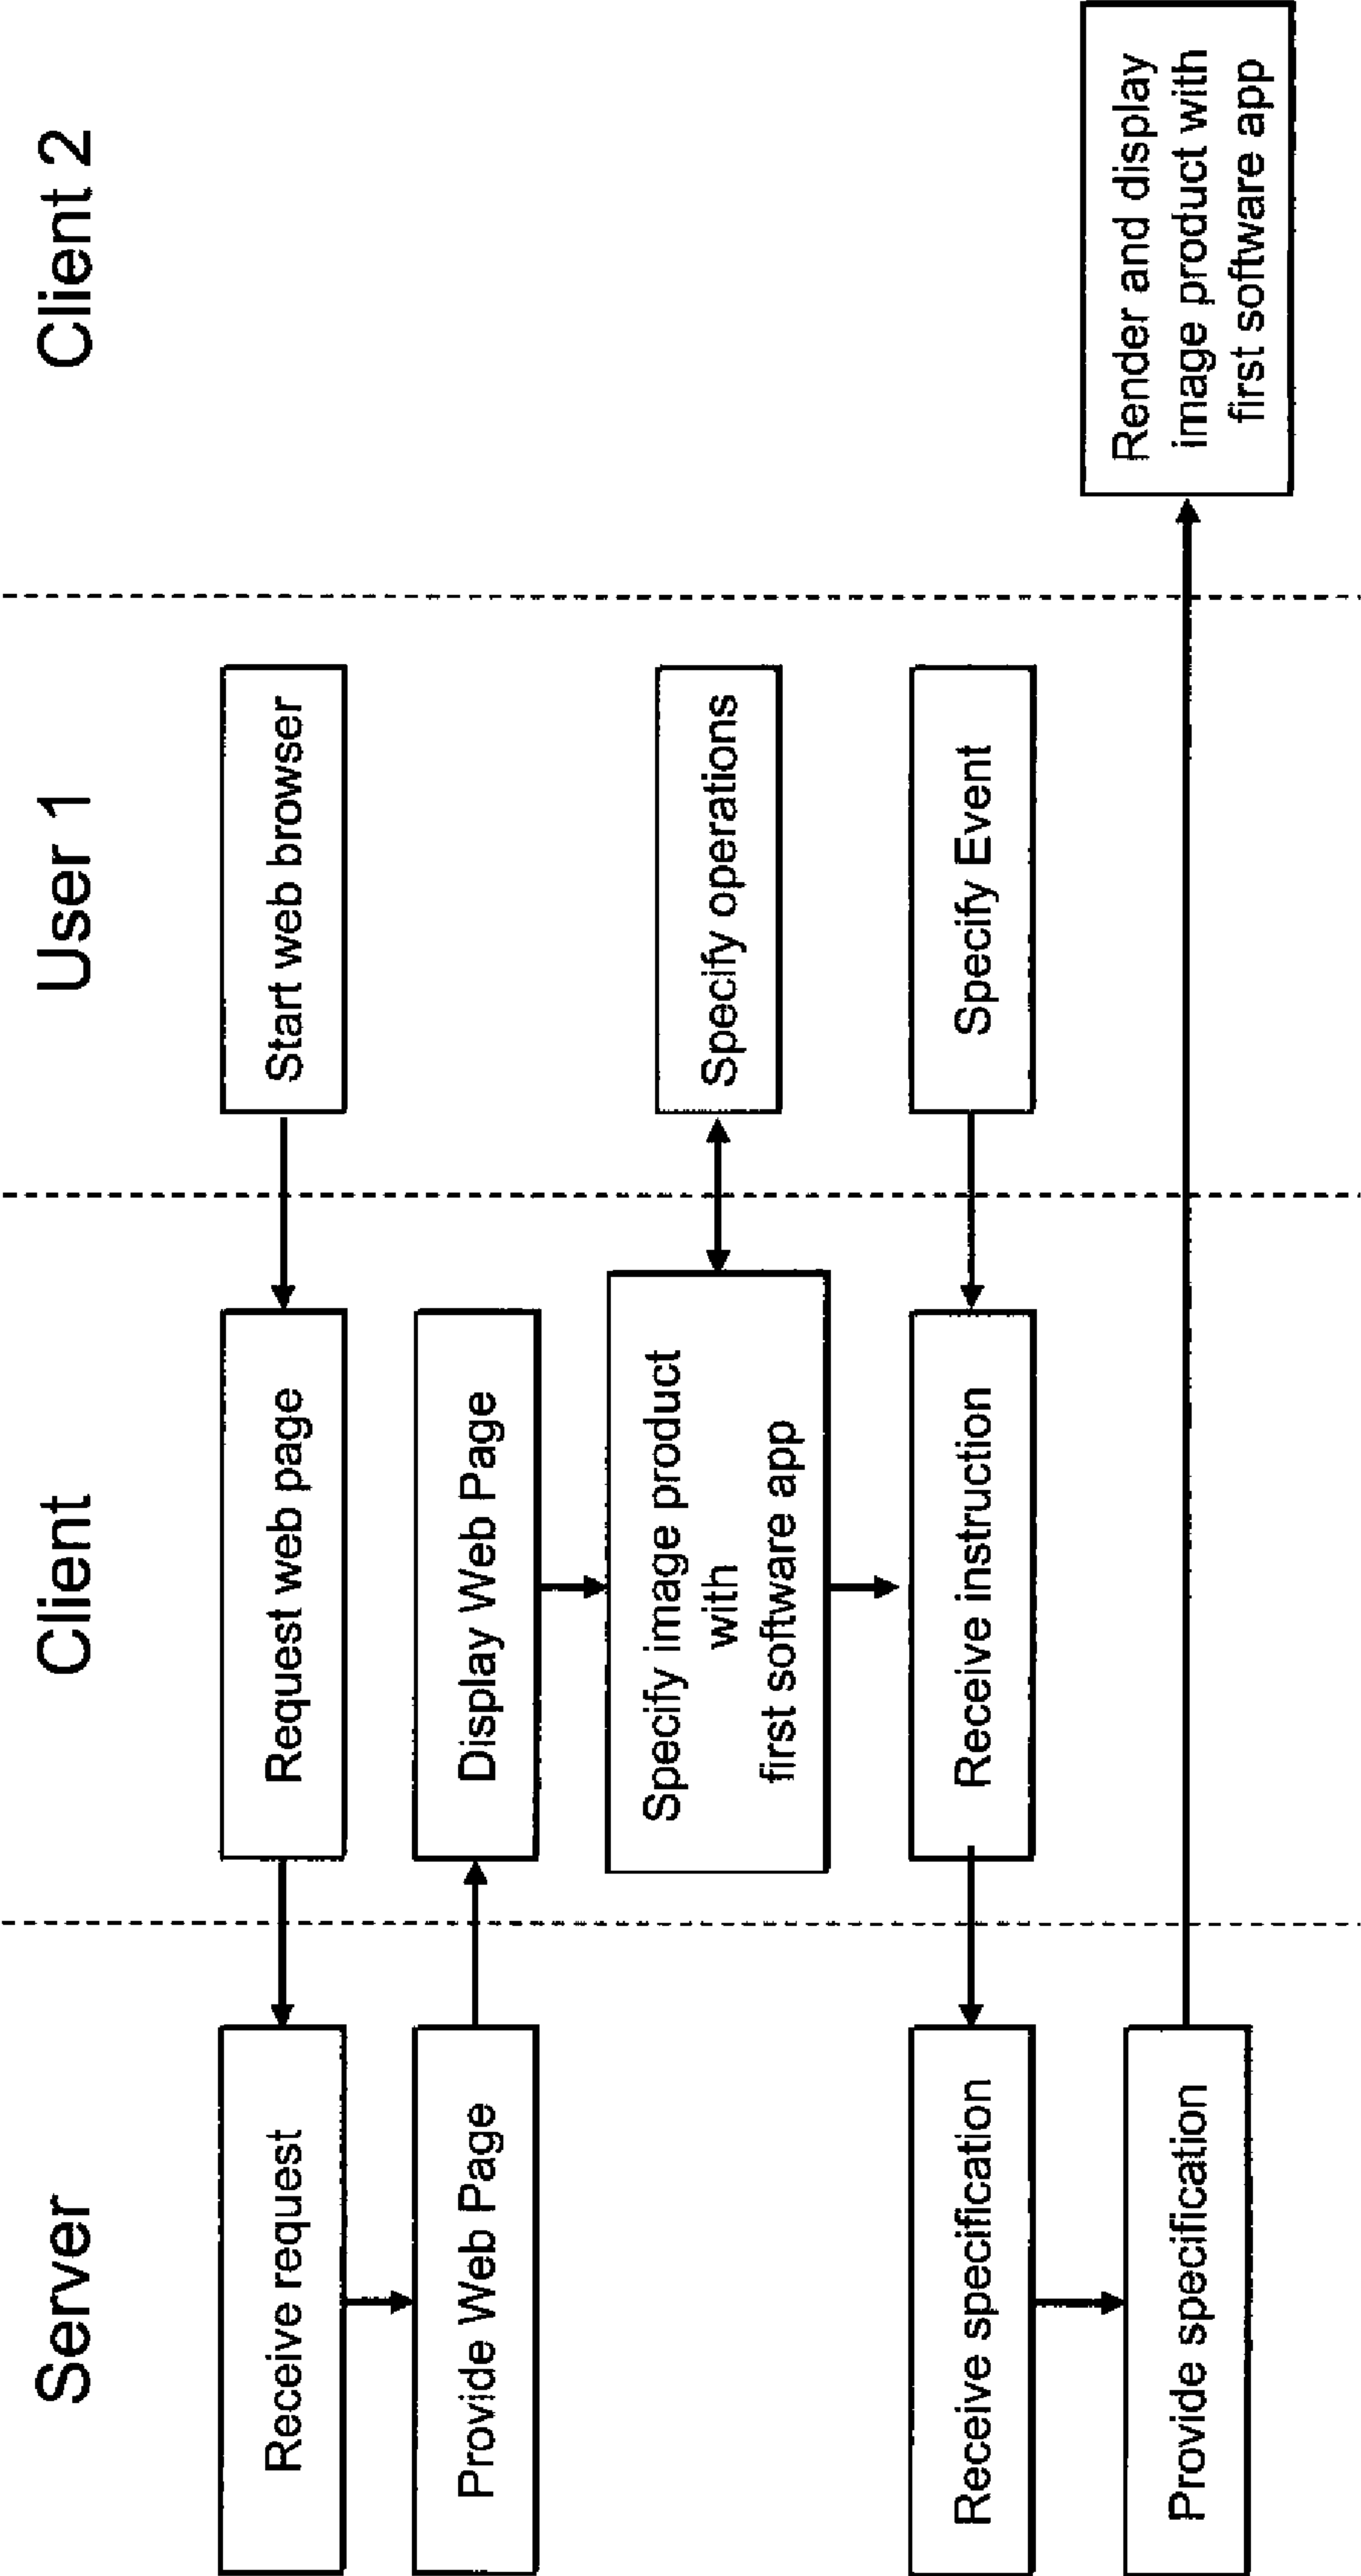 Server
Client
User 1
Client 2
Receive request
Request web page
Start web browser
Provide Web Page
Display Web Page
Specify image product
with
first software app
Specify operations
Receive specification
Receive instruction
Specify Event
Provide specification
Render and display
image product with
first software app